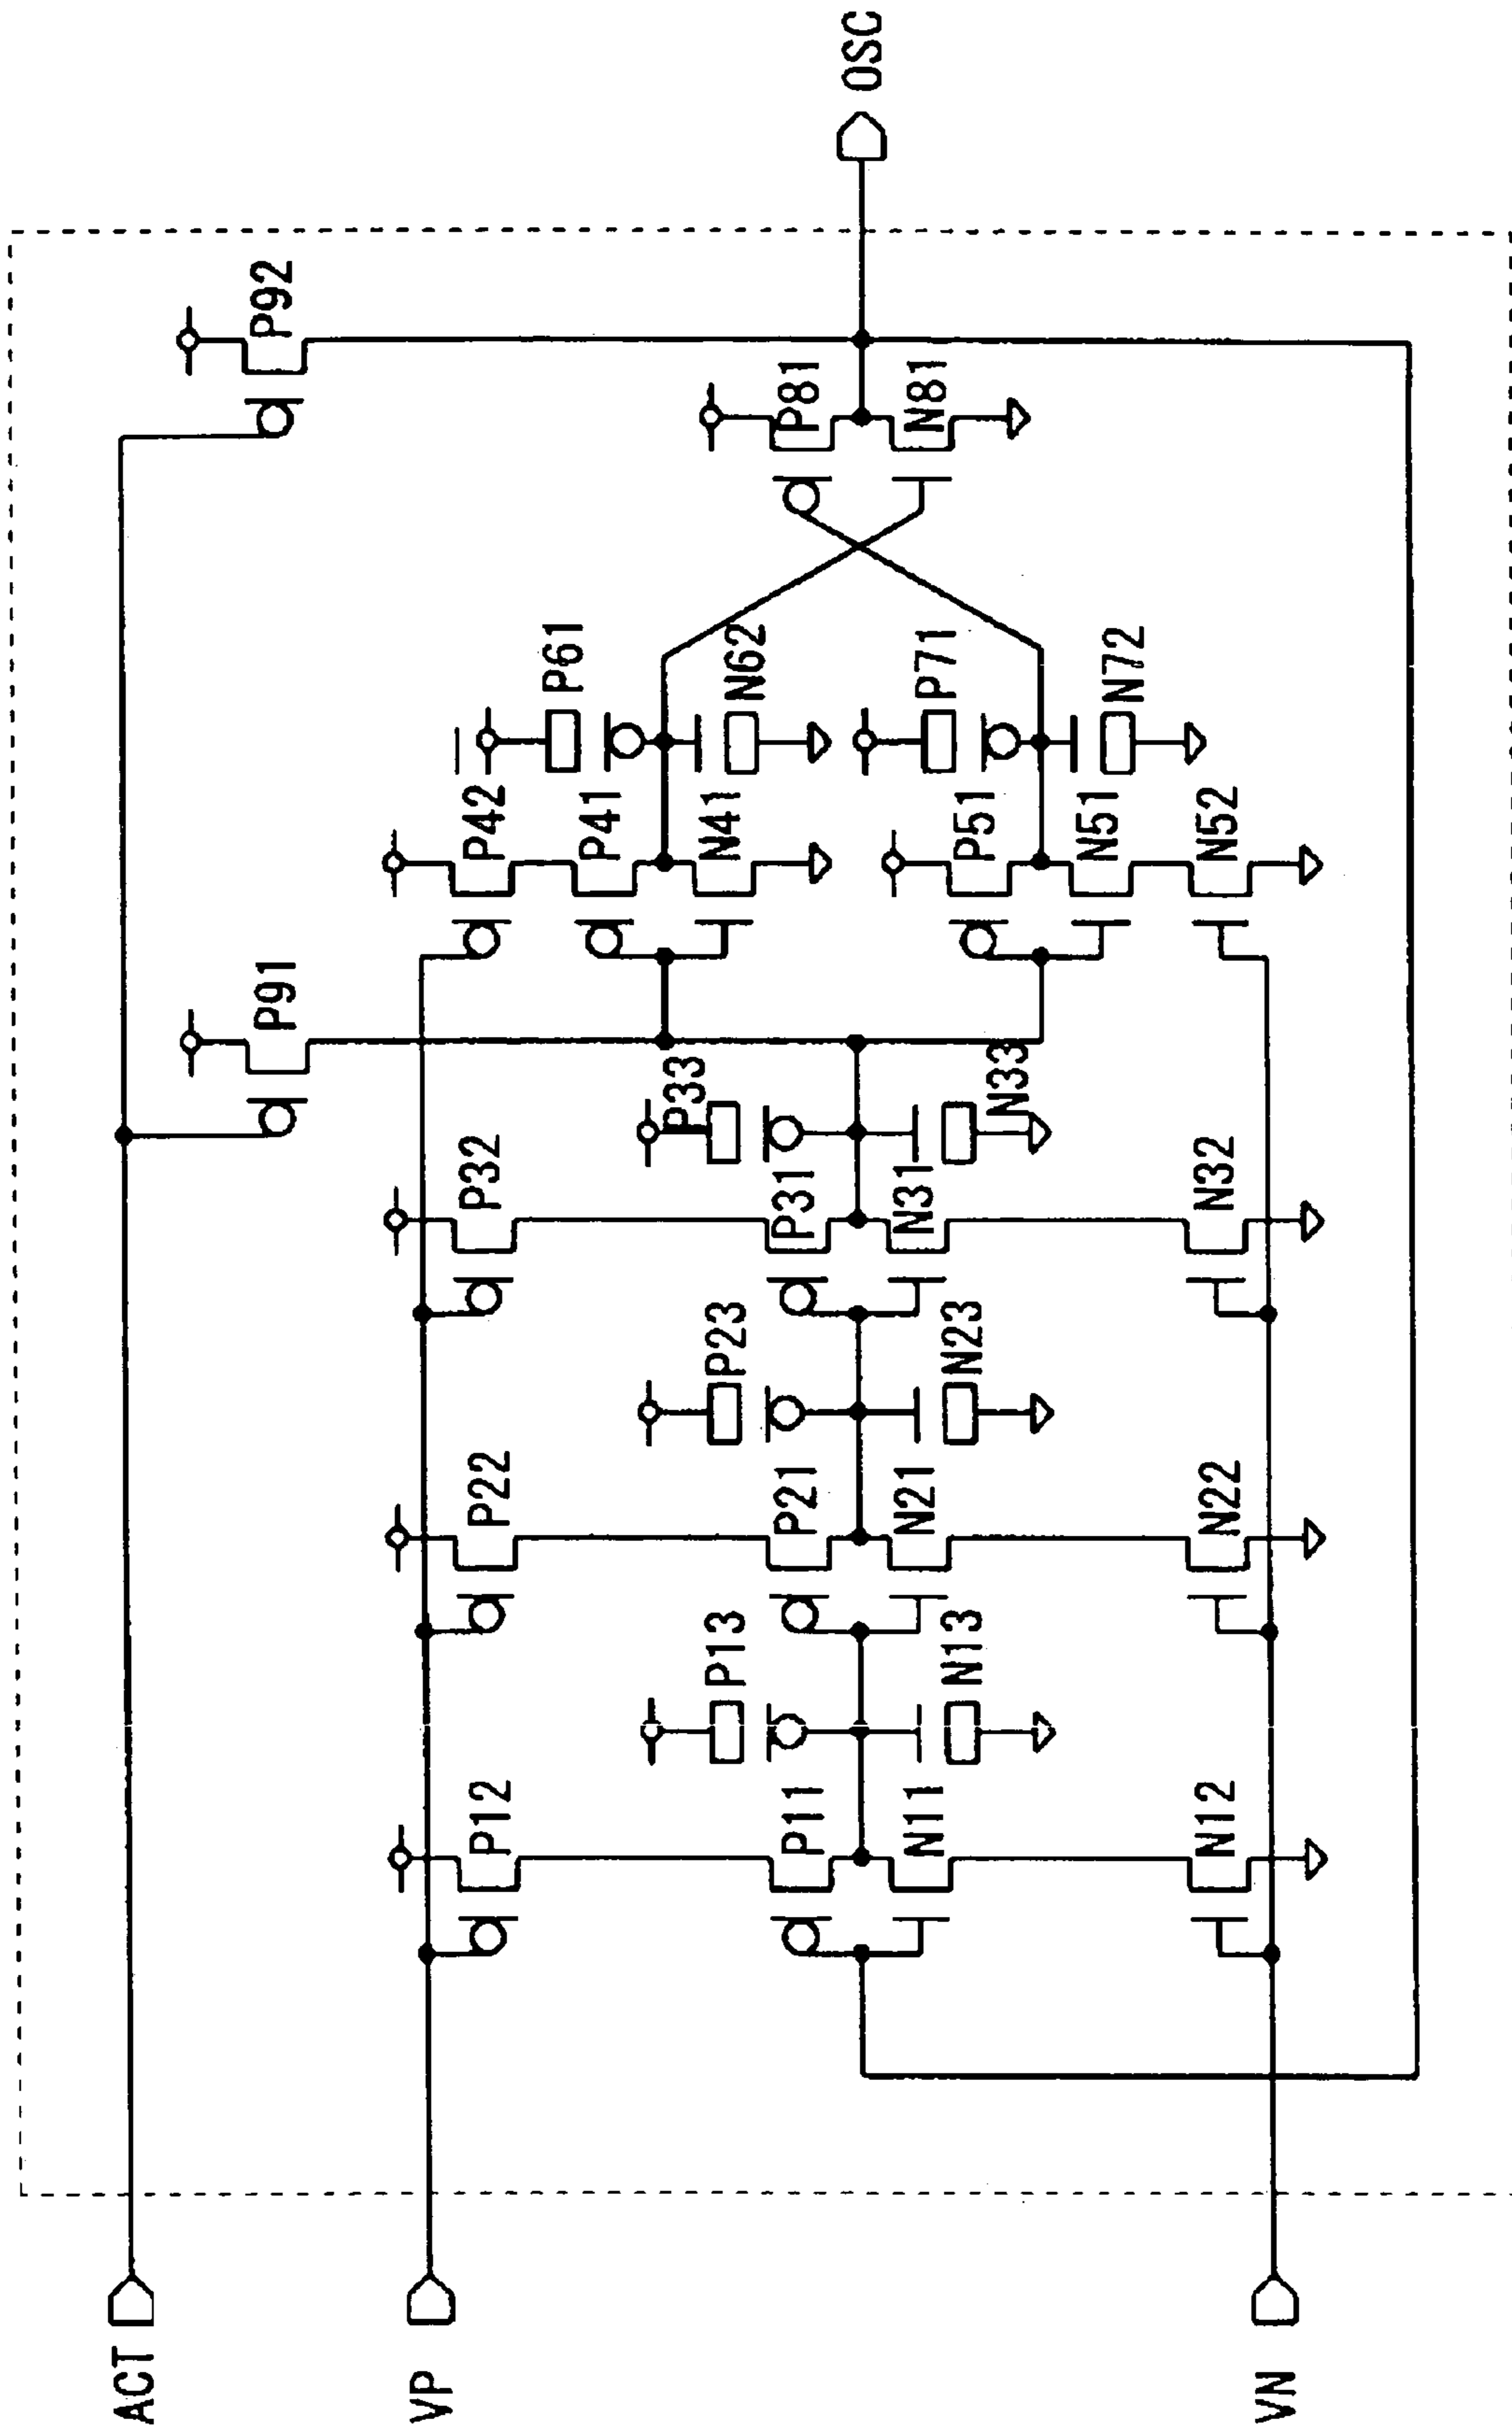 ACT
VP
VN
OSC
P91
P92
P12
P22
P32
P42
P41
N41
P61
N62
P13
P23
P33
P11
P21
P31
N11
N21
N31
N13
N23
N33
N12
N22
N32
P51
N51
N52
P71
N72
P81
N81